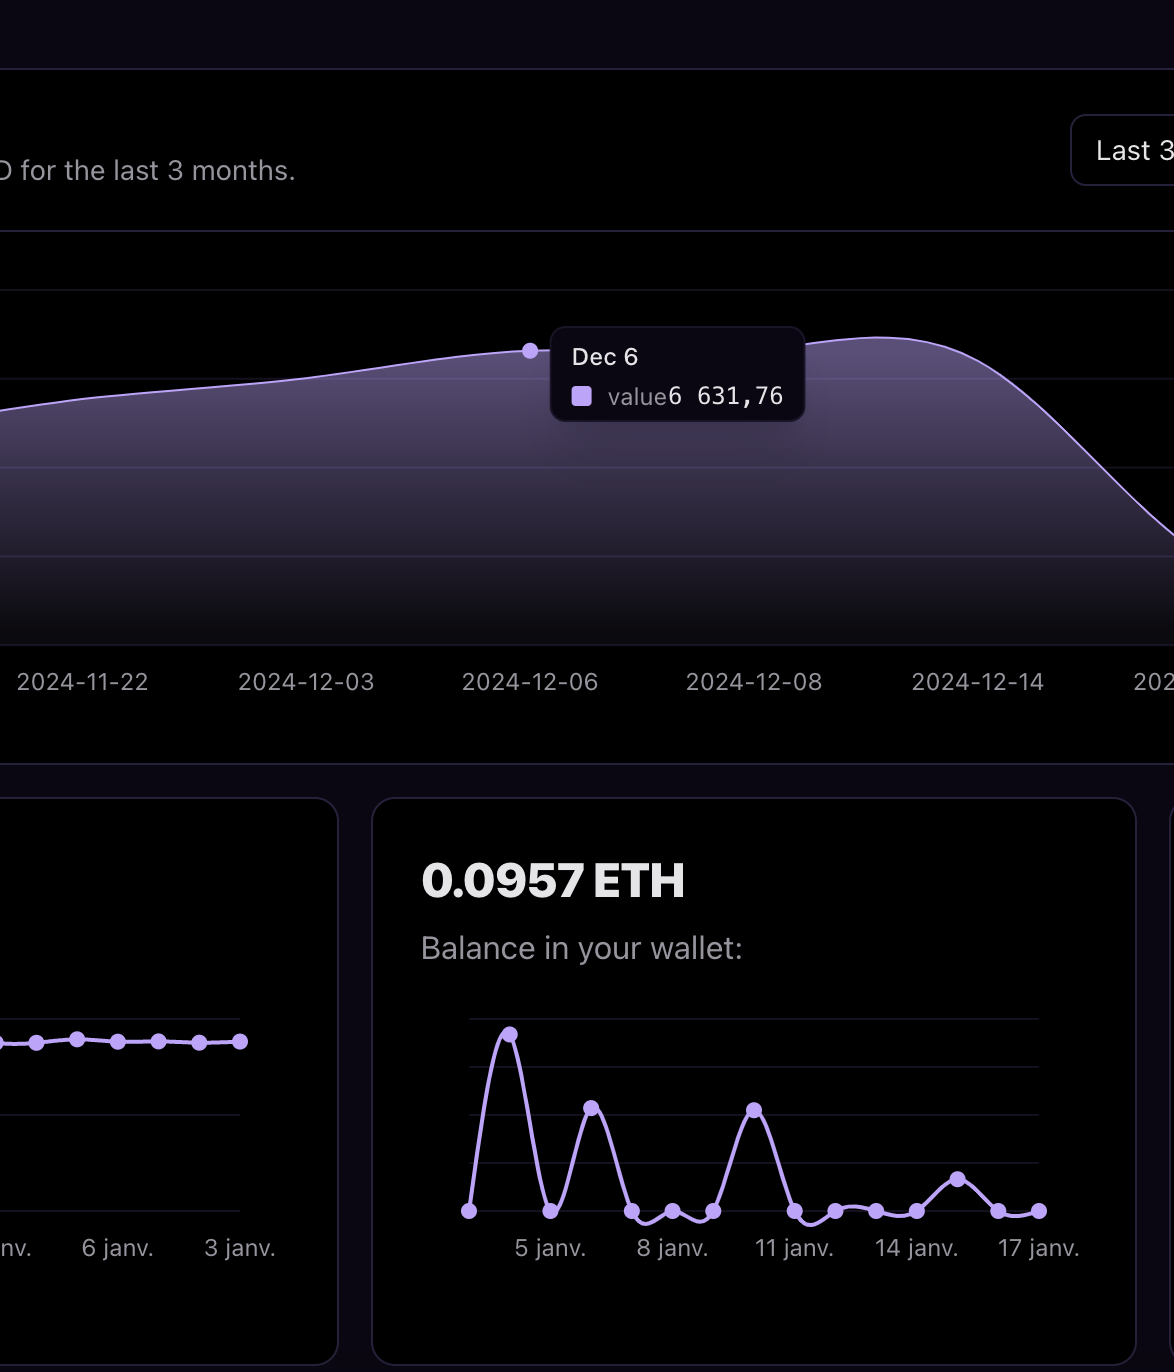 D for the last 3 months.
Last 3
Dec 6
value6 631,76
2024-11-22 2024-12-03 2024-12-06 2024-12-08 2024-12-14 202
0.0957 ETH
Balance in your wallet:
nv. 6 janv. 3 janv.
5 janv. 8 janv. 11 janv. 14 janv. 17 janv.